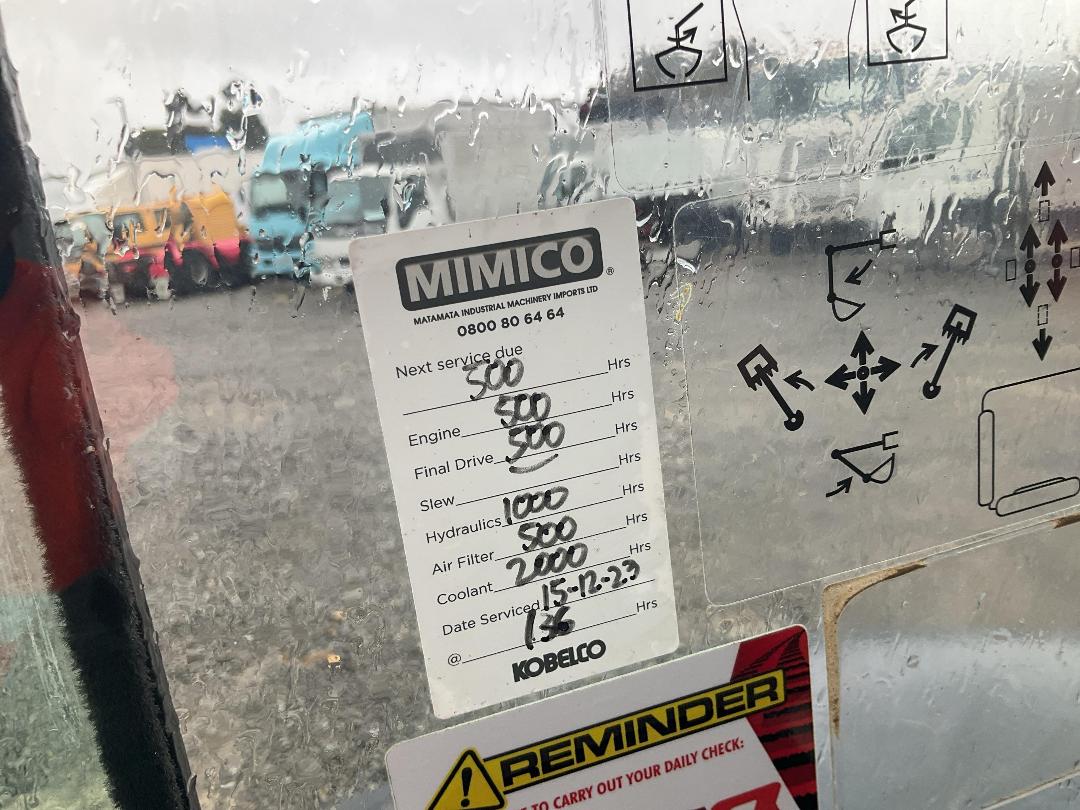 MIMICO®
MATAMATA INDUSTRIAL MACHINERY IMPORTS LTD
0800 80 64 64
Next service due
500 Hrs
Engine 500 Hrs
Final Drive 500 Hrs
Slew — Hrs
Hydraulics 1000 Hrs
Air Filter 500 Hrs
Coolant 2000 Hrs
Date Serviced 15-12-23
@ 136 Hrs
KOBELCO
REMINDER
TO CARRY OUT YOUR DAILY CHECK: